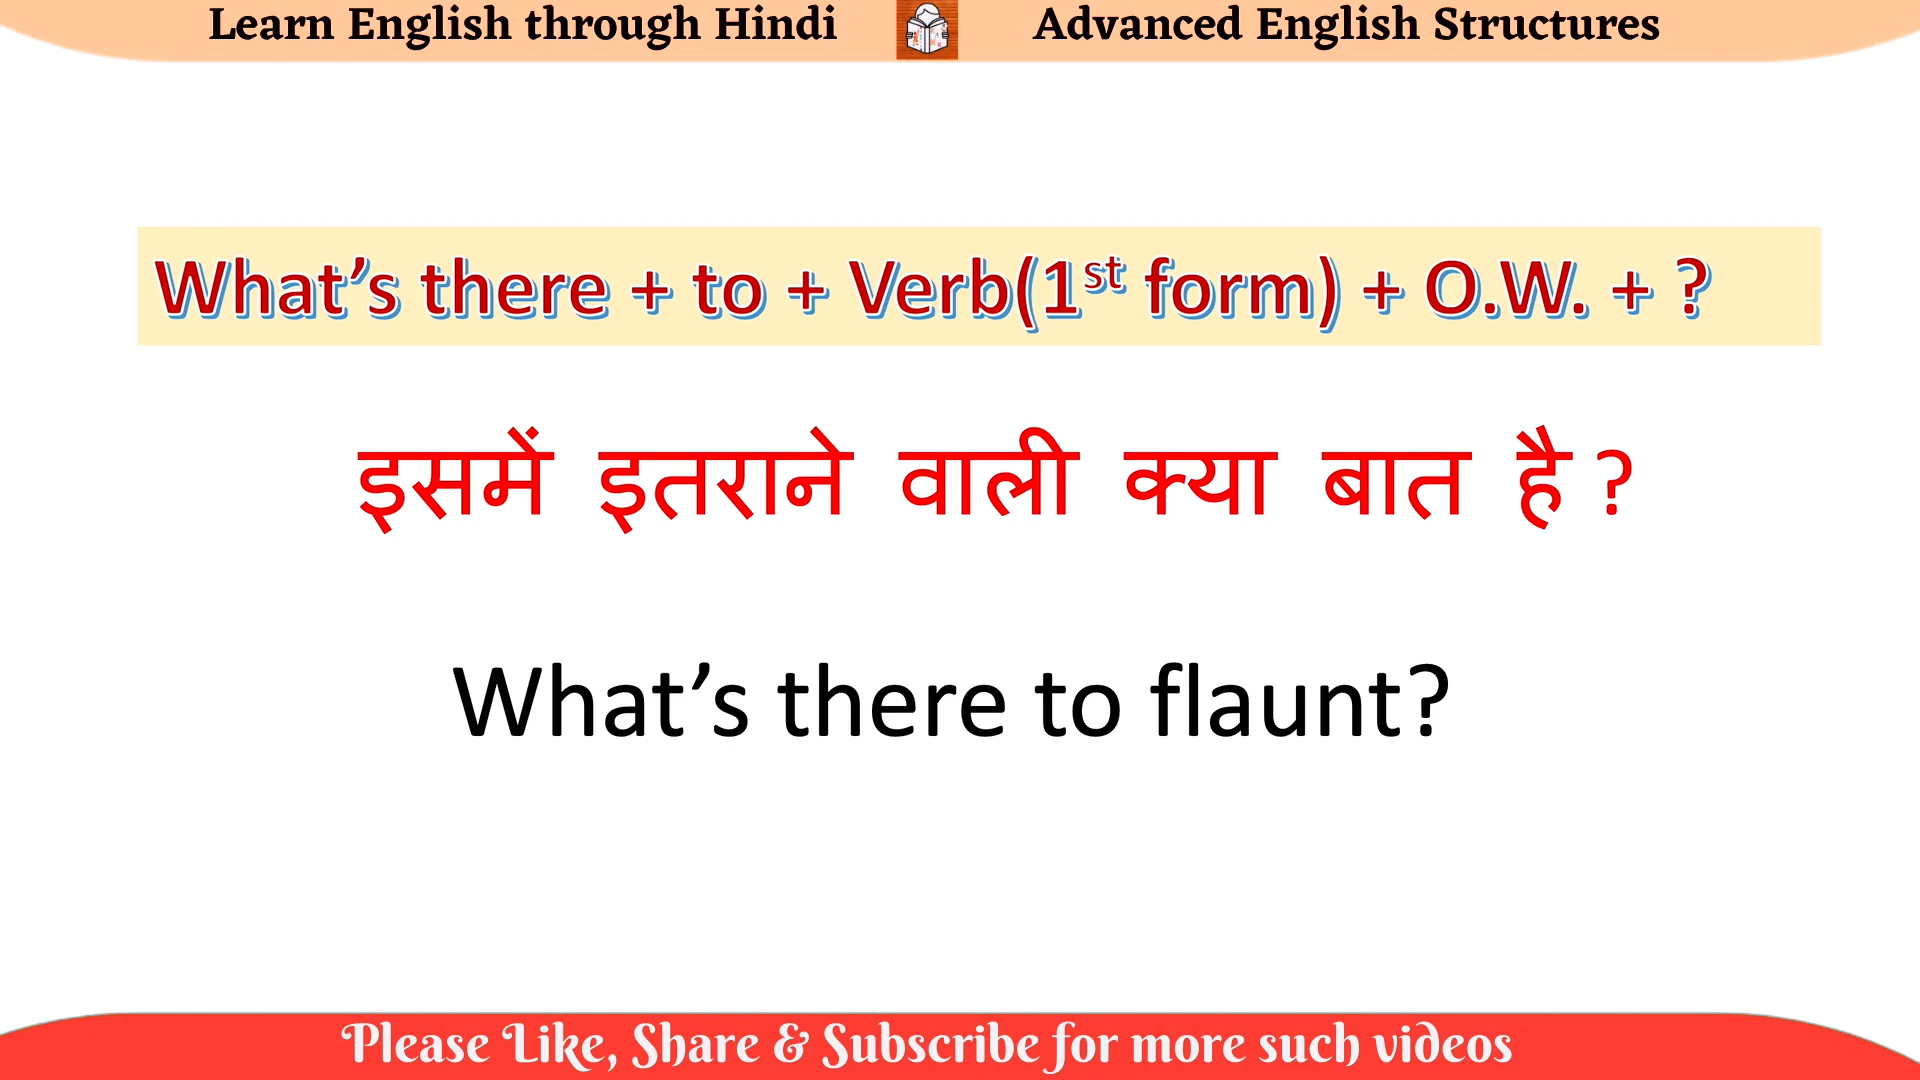 Learn English through Hindi
Advanced English Structures
What’s there + to + Verb(1st form) + O.W. + ?
इसमें इतराने वाली क्या बात है ?
What’s there to flaunt?
Please Like, Share & Subscribe for more such videos